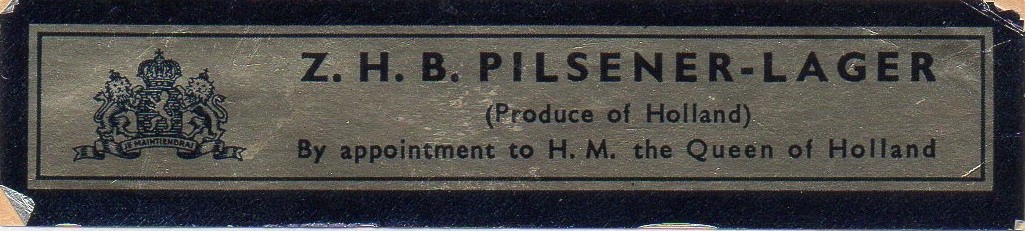 Z. H. B. PILSENER-LAGER
(Produce of Holland)
By appointment to H. M. the Queen of Holland
JE MAINTIENDRAI